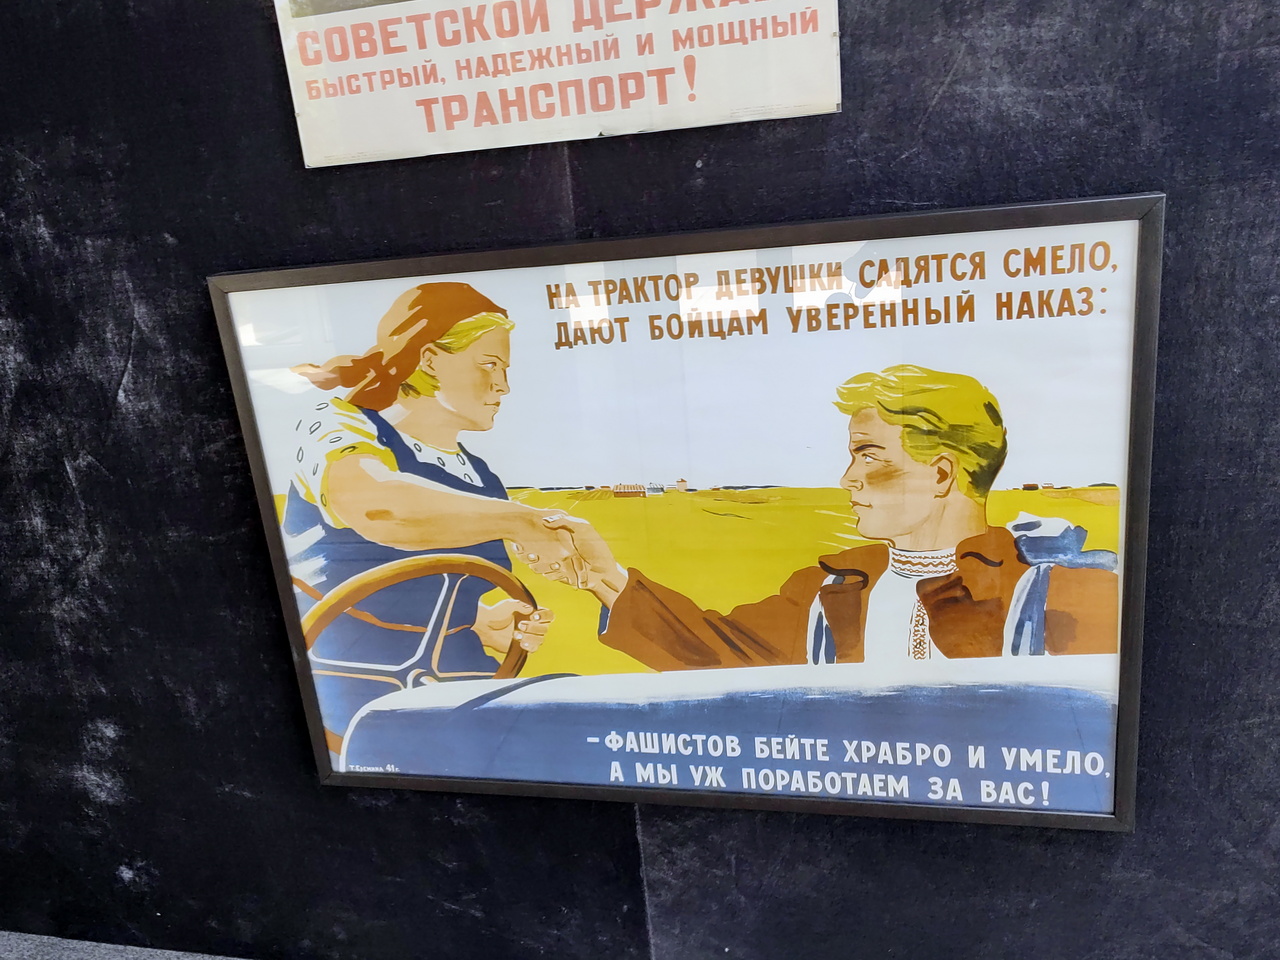 СОВЕТСКОЙ
БЫСТРЫЙ, НАДЕЖНЫЙ И МОЩНЫЙ
ТРАНСПОРТ!
НА ТРАКТОР ДЕВУШКИ САДЯТСЯ СМЕЛО,
ДАЮТ БОЙЦАМ УВЕРЕННЫЙ НАКАЗ:
-ФАШИСТОВ БЕЙТЕ ХРАБРО И УМЕЛО,
А МЫ УЖ ПОРАБОТАЕМ ЗА ВАС!
41 г.